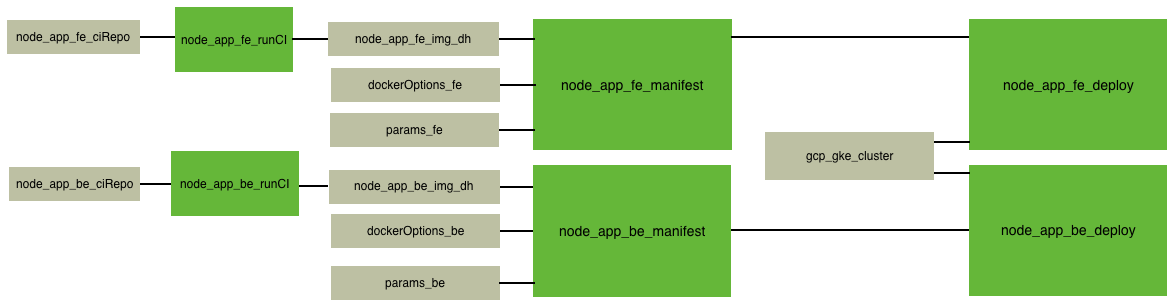 node_app_fe_ciRepo
node_app_fe_runCI
node_app_fe_img_dh
dockerOptions_fe
params_fe
node_app_fe_manifest
node_app_fe_deploy
gcp_gke_cluster
node_app_be_ciRepo
node_app_be_runCI
node_app_be_img_dh
dockerOptions_be
params_be
node_app_be_manifest
node_app_be_deploy